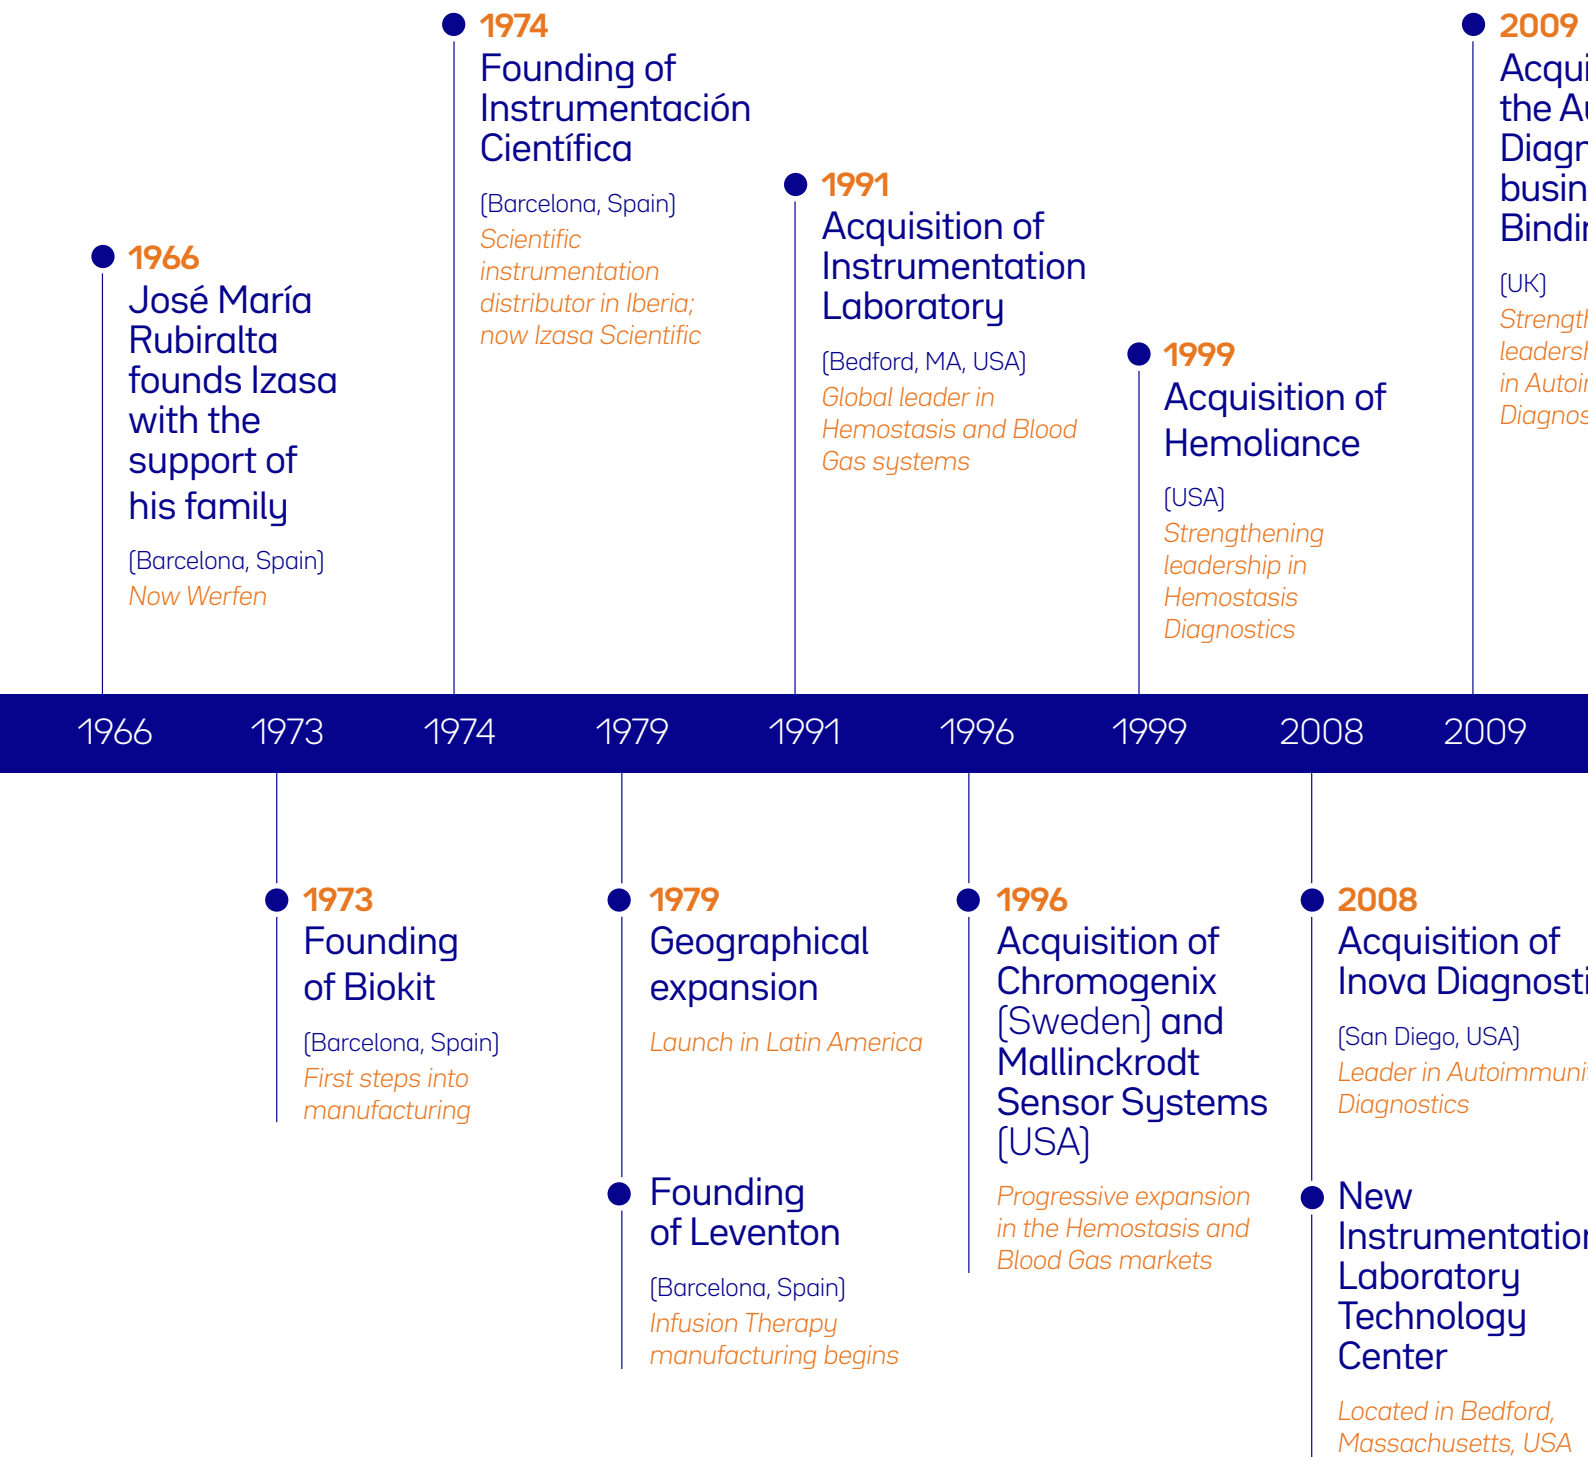 1974
Founding of
Instrumentación
Científica
(Barcelona, Spain)
Scientific
instrumentation
distributor in Iberia;
now Izasa Scientific
2009
the
(UK)
in
1991
Acquisition of
Instrumentation
Laboratory
(Bedford, MA, USA)
Global leader in
Hemostasis and Blood
Gas systems
1966
José María
Rubiralta
founds Izasa
with the
support of
his family
(Barcelona, Spain)
Now Werfen
1999
Acquisition of
Hemoliance
(USA)
Strengthening
leadership in
Hemostasis
Diagnostics
1966 1973 1974 1979 1991 1996 1999 2008 2009
1973
Founding
of Biokit
(Barcelona, Spain)
First steps into
manufacturing
1979
Geographical
expansion
Launch in Latin America
Founding
of Leventon
(Barcelona, Spain)
Infusion Therapy
manufacturing begins
1996
Acquisition of
Chromogenix
(Sweden) and
Mallinckrodt
Sensor Systems
(USA)
Progressive expansion
in the Hemostasis and
Blood Gas markets
2008
Acquisition of
Inova
(San Diego, USA)
Leader in
Diagnostics
New
Laboratory
Technology
Center
Located in Bedford,
Massachusetts, USA